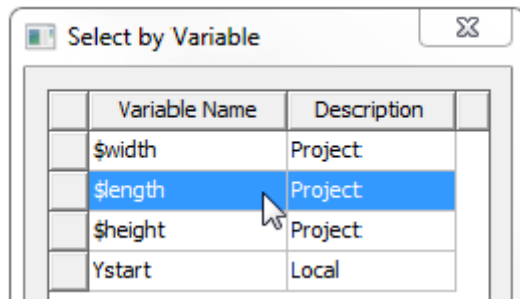 Select by Variable
Variable Name Description
$width Project
$length Project
$height Project
Ystart Local